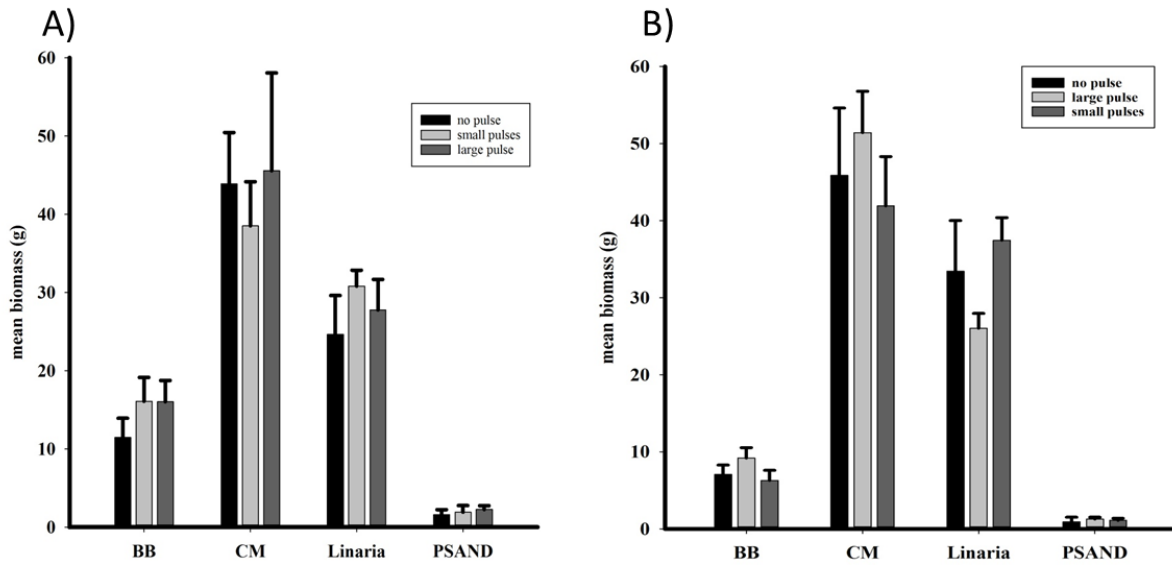 A)
mean biomass (g)
60
50
40
30
20
10
0
no pulse
small pulses
large pulse
BB CM Linaria PSAND
B)
mean biomass (g)
60
50
40
30
20
10
0
no pulse
large pulse
small pulses
BB CM Linaria PSAND